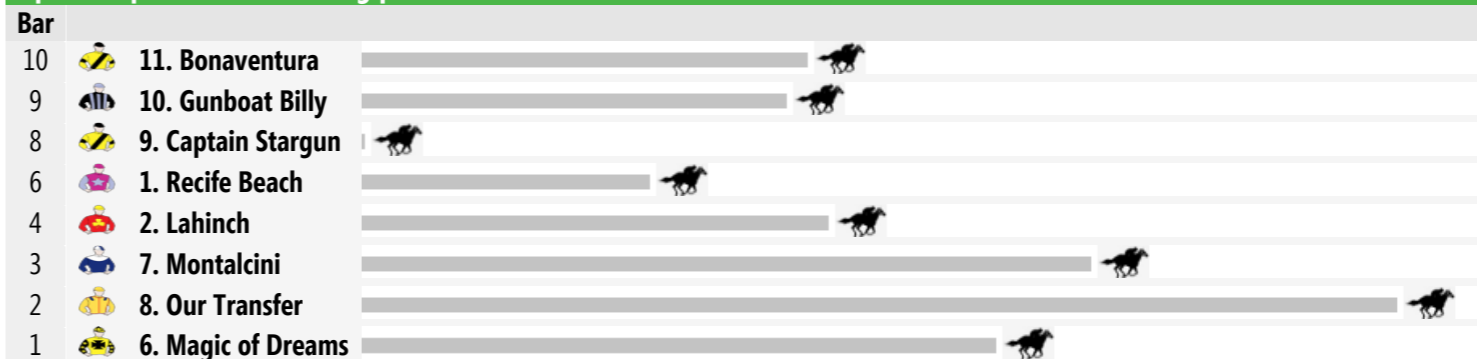 Bar
10 11. Bonaventura
9 10. Gunboat Billy
8 9. Captain Stargun
6 1. Recife Beach
4 2. Lahinch
3 7. Montalcini
2 8. Our Transfer
1 6. Magic of Dreams